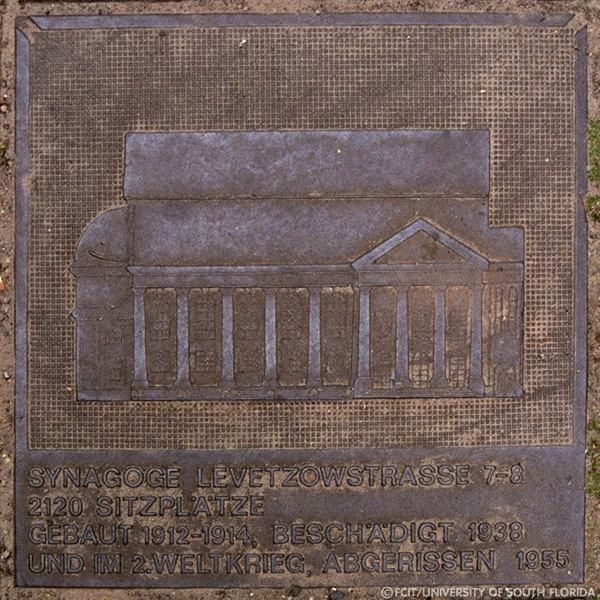 SYNAGOGE LEVETZOWSTRASSE 7-8
2120 SITZPLÄTZE
GEBAUT 1912-1914, BESCHÄDIGT 1938
UND IM 2.WELTKRIEG, ABGERISSEN 1955
©FCIT/UNIVERSITY OF SOUTH FLORIDA